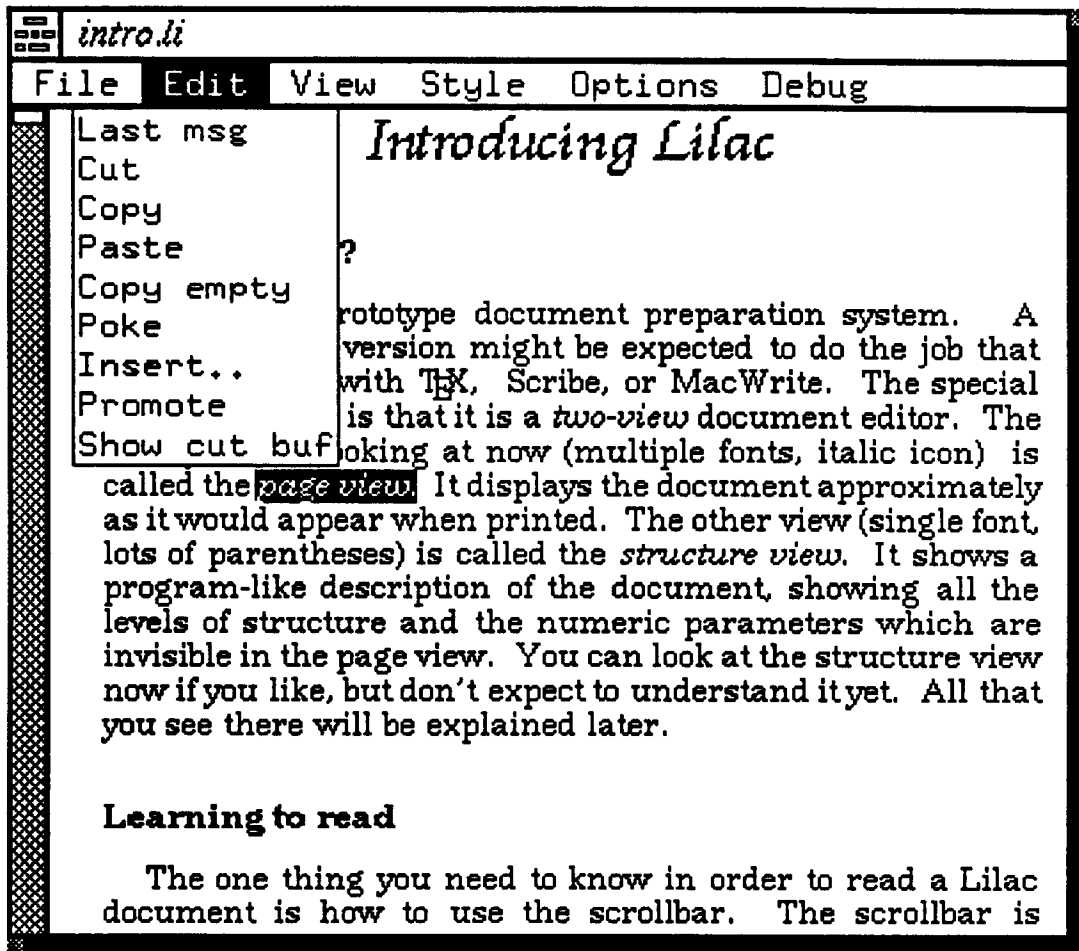 intro.li
File Edit View Style Options Debug
Last msg
Cut
Copy
Paste
Copy empty
Poke
Insert..
Promote
Show cut buf
Introducing Lilac
?
rototype document preparation system. A
version might be expected to do the job that
with TEX, Scribe, or MacWrite. The special
is that it is a two-view document editor. The
ooking at now (multiple fonts, italic icon) is
called the page view. It displays the document approximately
as it would appear when printed. The other view (single font,
lots of parentheses) is called the structure view. It shows a
program-like description of the document, showing all the
levels of structure and the numeric parameters which are
invisible in the page view. You can look at the structure view
now if you like, but don't expect to understand it yet. All that
you see there will be explained later.
Learning to read
The one thing you need to know in order to read a Lilac
document is how to use the scrollbar. The scrollbar is